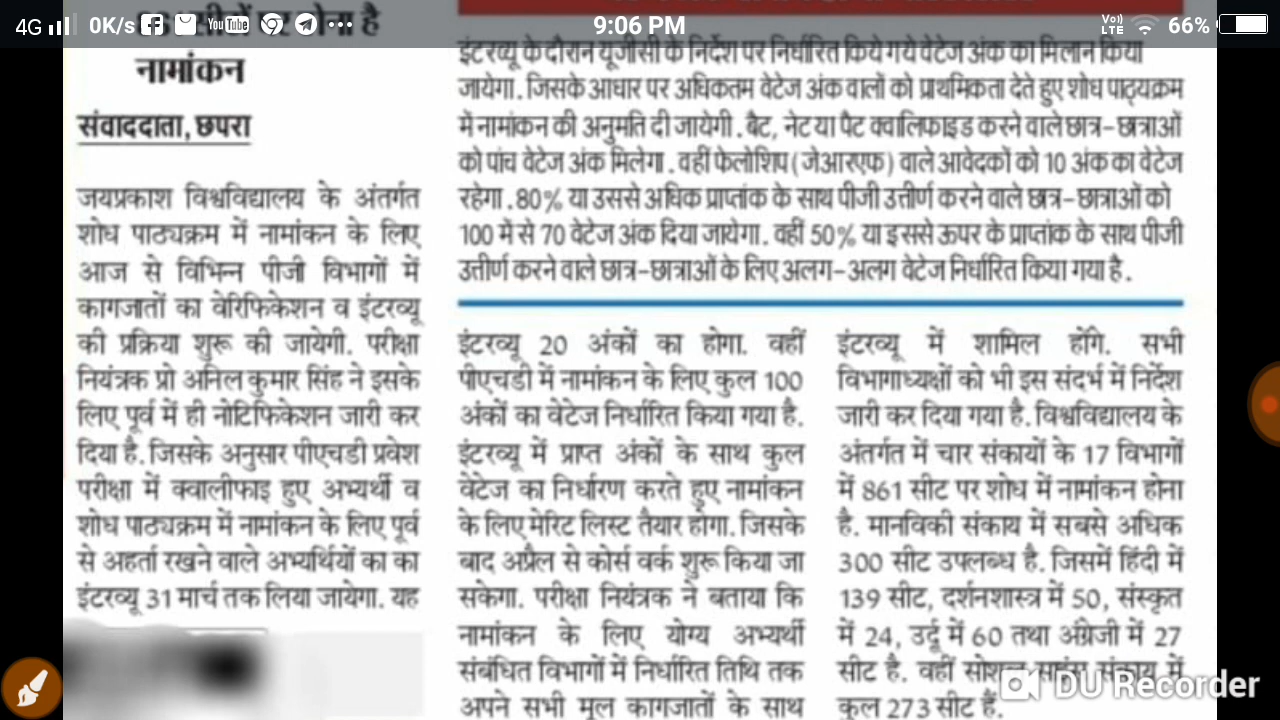 4G 0K/s YouTube 9:06 PM Vo) LTE 66%
है
नामांकन
संवाददाता, छपरा
जयप्रकाश विश्वविद्यालय के अंतर्गत
शोध पाठ्यक्रम में नामांकन के लिए
आज से विभिन्न पीजी विभागों में
कागजातों का वेरिफिकेशन व इंटरव्यू
की प्रक्रिया शुरू की जायेगी. परीक्षा
नियंत्रक प्रो अनिल कुमार सिंह ने इसके
लिए पूर्व में ही नोटिफिकेशन जारी कर
दिया है. जिसके अनुसार पीएचडी प्रवेश
परीक्षा में क्वालीफाइ हुए अभ्यर्थी व
शोध पाठ्यक्रम में नामांकन के लिए पूर्व
से अहर्ता रखने वाले अभ्यर्थियों का का
इंटरव्यू 31 मार्च तक लिया जायेगा. यह
इंटरव्यू के दौरान यूजीसी के निर्देश पर निर्धारित किये गये वेटेज अंक का मिलान किया
जायेगा. जिसके आधार पर अधिकतम वेटेज अंक वालों को प्राथमिकता देते हुए शोध पाठ्यक्रम
में नामांकन की अनुमति दी जायेगी. बैट, नेट या पैट क्वालिफाइड करने वाले छात्र-छात्राओं
को पांच वेटेज अंक मिलेगा. वहीं फेलोशिप (जेआरएफ) वाले आवेदकों को 10 अंक का वेटेज
रहेगा. 80% या उससे अधिक प्राप्तांक के साथ पीजी उत्तीर्ण करने वाले छात्र-छात्राओं को
100 में से 70 वेटेज अंक दिया जायेगा. वहीं 50% या इससे ऊपर के प्राप्तांक के साथ पीजी
उत्तीर्ण करने वाले छात्र-छात्राओं के लिए अलग-अलग वेटेज निर्धारित किया गया है.
इंटरव्यू 20 अंकों का होगा. वहीं
पीएचडी में नामांकन के लिए कुल 100
अंकों का वेटेज निर्धारित किया गया है.
इंटरव्यू में प्राप्त अंकों के साथ कुल
वेटेज का निर्धारण करते हुए नामांकन
के लिए मेरिट लिस्ट तैयार होगा. जिसके
बाद अप्रैल से कोर्स वर्क शुरू किया जा
सकेगा. परीक्षा नियंत्रक ने बताया कि
नामांकन के लिए योग्य अभ्यर्थी
संबंधित विभागों में निर्धारित तिथि तक
अपने सभी मूल कागजातों के साथ
इंटरव्यू में शामिल होंगे. सभी
विभागाध्यक्षों को भी इस संदर्भ में निर्देश
जारी कर दिया गया है. विश्वविद्यालय के
अंतर्गत में चार संकायों के 17 विभागों
में 861 सीट पर शोध में नामांकन होना
है. मानविकी संकाय में सबसे अधिक
300 सीट उपलब्ध है. जिसमें हिंदी में
139 सीट, दर्शनशास्त्र में 50, संस्कृत
में 24, उर्दू में 60 तथा अंग्रेजी में 27
सीट है. वहीं सोशल साइंस संकाय में
कुल 273 सीट हैं.
DU Recorder